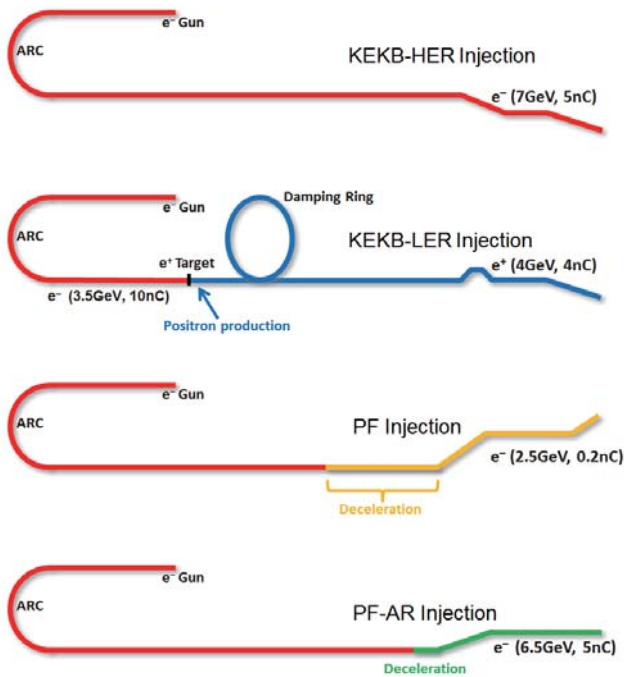 e⁻ Gun
ARC
KEKB-HER Injection
e⁻ (7GeV, 5nC)
e⁻ Gun
Damping Ring
ARC
KEKB-LER Injection
e⁺ Target
e⁺ (4GeV, 4nC)
e⁻ (3.5GeV, 10nC)
Positron production
e⁻ Gun
ARC
PF Injection
e⁻ (2.5GeV, 0.2nC)
Deceleration
e⁻ Gun
ARC
PF-AR Injection
e⁻ (6.5GeV, 5nC)
Deceleration